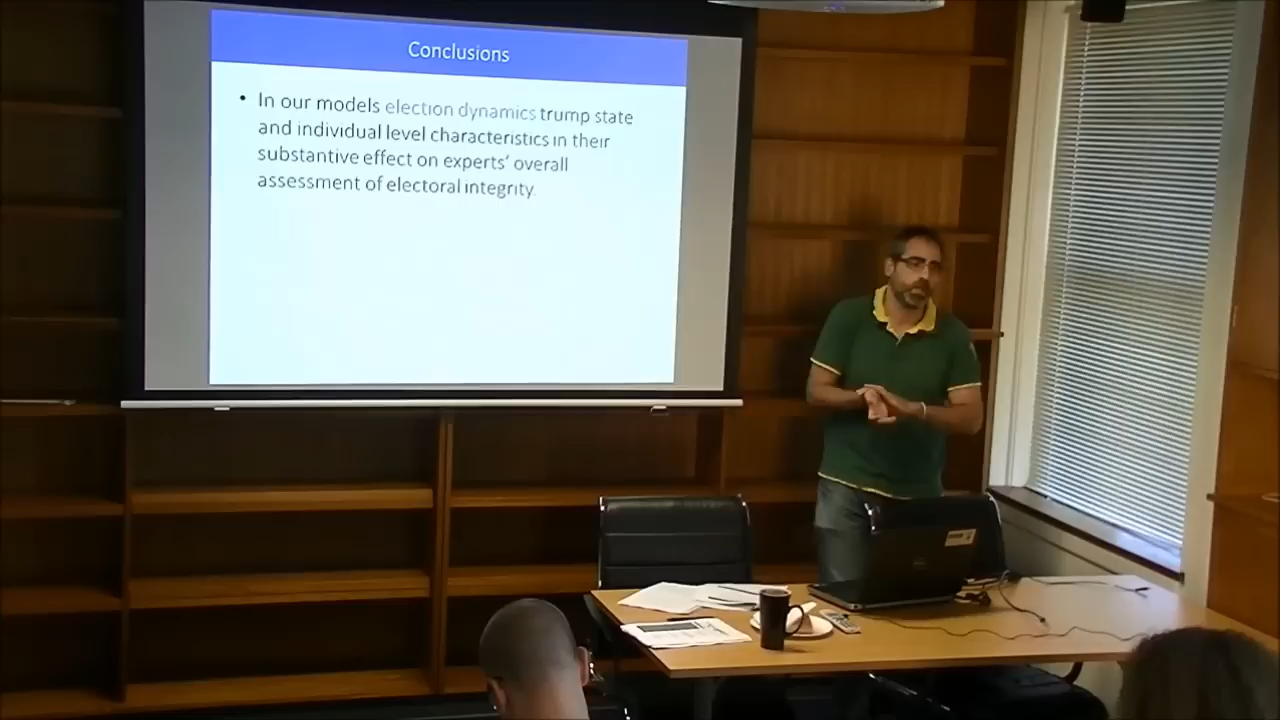 Conclusions
• In our models election dynamics trump state
and individual level characteristics in their
substantive effect on experts' overall
assessment of electoral integrity.